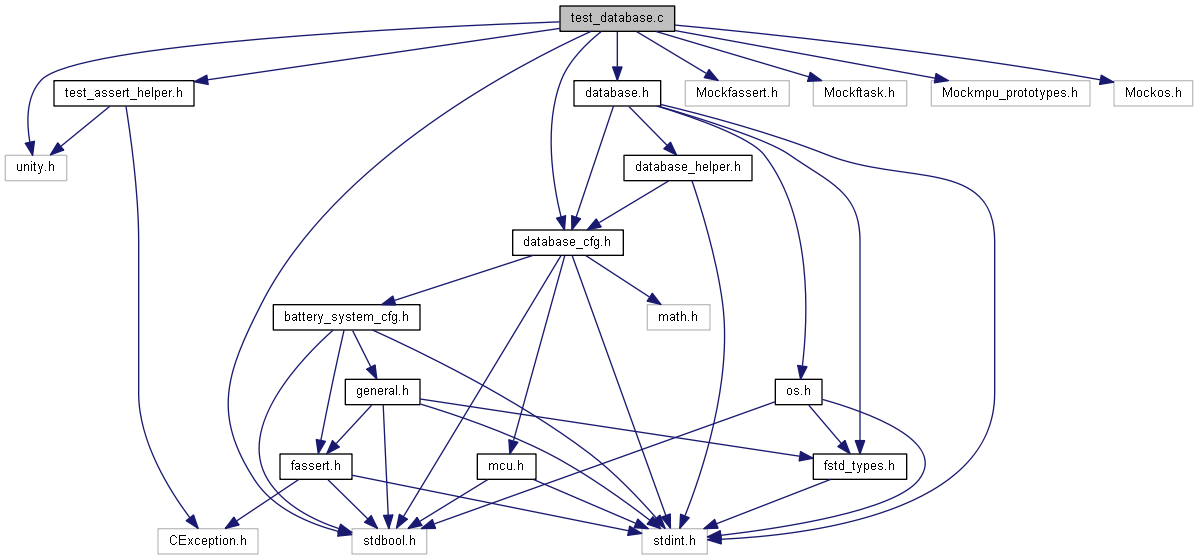 test_database.c
test_assert_helper.h
database.h
Mockfassert.h
Mockftask.h
Mockmpu_prototypes.h
Mockos.h
unity.h
database_helper.h
database_cfg.h
battery_system_cfg.h
math.h
general.h
os.h
fassert.h
mcu.h
fstd_types.h
CException.h
stdbool.h
stdint.h